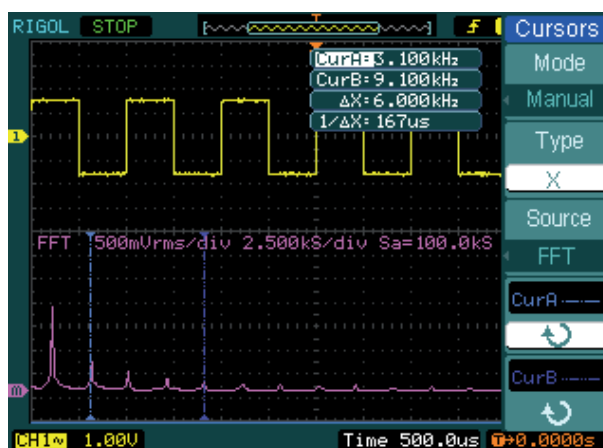 RIGOL STOP T Cursors
CurA: 3.100kHz
CurB: 9.100kHz
ΔX: 6.000kHz
1/ΔX: 167us
Mode
Manual
Type
X
Source
FFT
1
FFT 500mVrms/div 2.500kS/div Sa=100.0kS
CurA
M
CurB
CH1~ 1.00V Time 500.0us T→0.0000s